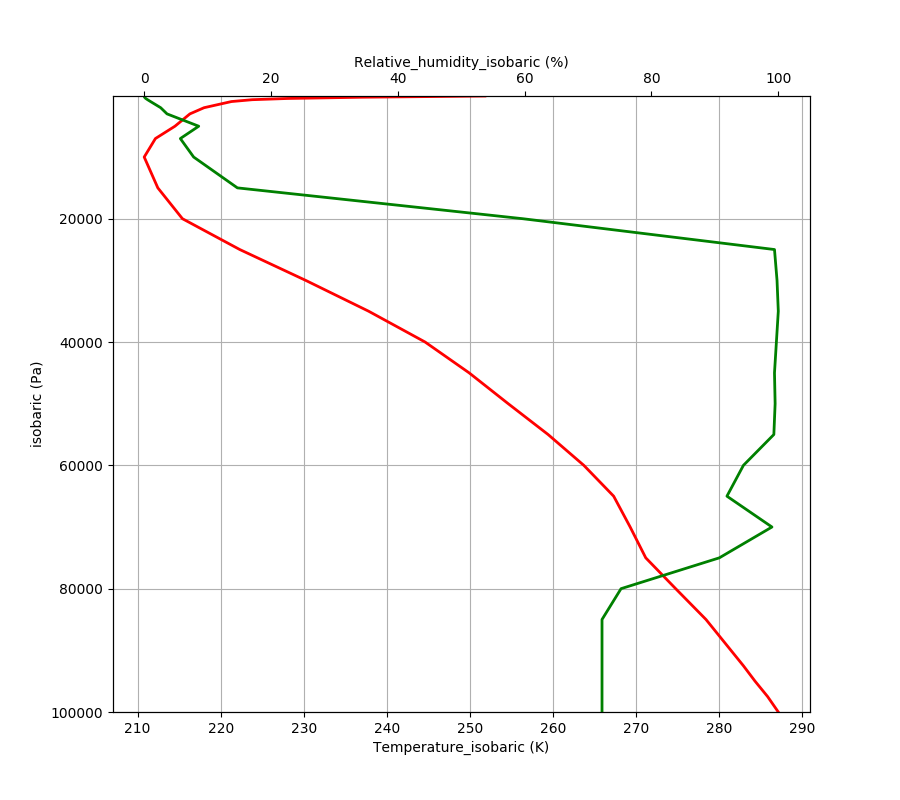 Relative_humidity_isobaric (%)
0 20 40 60 80 100
20000
40000
60000
80000
100000
isobaric (Pa)
210 220 230 240 250 260 270 280 290
Temperature_isobaric (K)